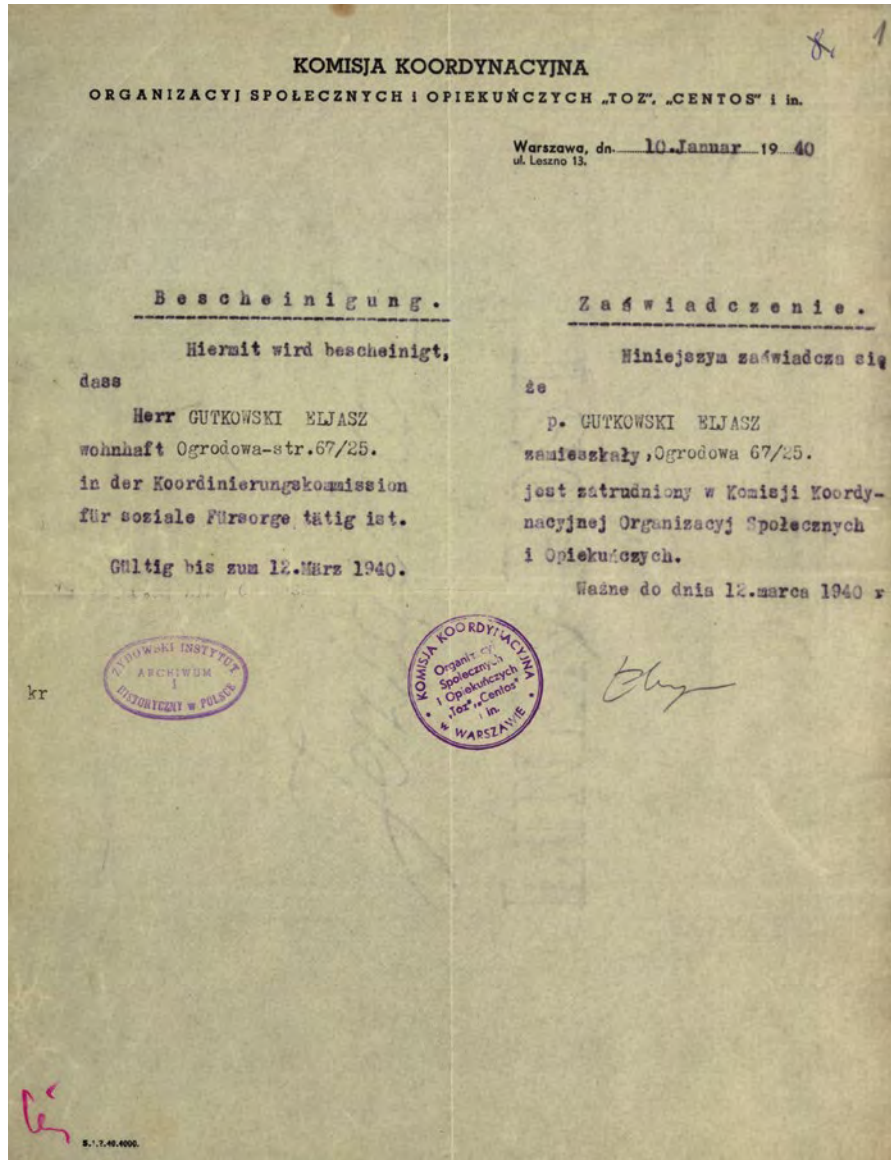 8. 1
KOMISJA KOORDYNACYJNA
ORGANIZACYJ SPOŁECZNYCH i OPIEKUŃCZYCH „TOZ”, „CENTOS” i in.
Warszawa, dn. 10.Januar 19 40
ul. Leszno 13.
Bescheinigung.
Hiermit wird bescheinigt,
dass
Herr GUTKOWSKI ELJASZ
wohnhaft Ogrodowa-str.67/25.
in der Koordinierungskommission
für soziale Fürsorge tätig ist.
Gültig bis zum 12.März 1940.
Zaświadczenie.
Niniejszym zaświadcza się
że
p. GUTKOWSKI ELJASZ
zamieszkały,Ogrodowa 67/25.
jest zatrudniony w Komisji Koordy-
nacyjnej Organizacyj Społecznych
i Opiekuńczych.
Ważne do dnia 12.marca 1940 r
kr
ŻYDOWSKI INSTYTUT
ARCHIWUM
HISTORYCZNY w POLSCE
KOMISJA KOORDYNACYJNA
Organizacyj
Społecznych
i Opiekuńczych
„Toz”, „Centos”
i in.
w WARSZAWIE